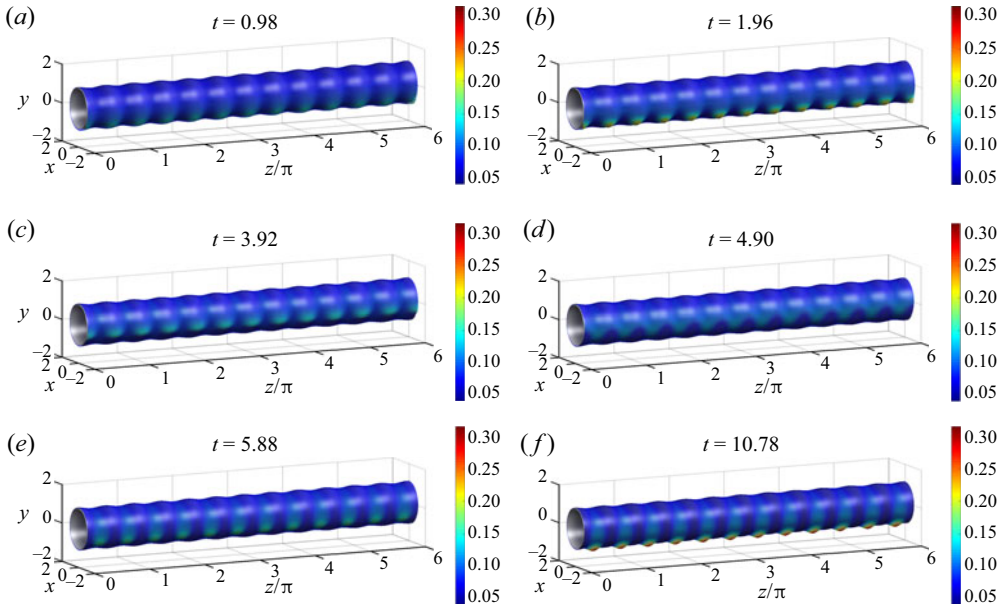 (a)
t = 0.98
0.30
0.25
0.20
0.15
0.10
0.05
2
y 0
−2
2
0
x −2
0 1 2 3 4 5 6
z/π
(b)
t = 1.96
0.30
0.25
0.20
0.15
0.10
0.05
2
0
−2
2
0
x −2
0 1 2 3 4 5 6
z/π
(c)
t = 3.92
0.30
0.25
0.20
0.15
0.10
0.05
2
y 0
−2
2
0
x −2
0 1 2 3 4 5 6
z/π
(d)
t = 4.90
0.30
0.25
0.20
0.15
0.10
0.05
2
0
−2
2
0
x −2
0 1 2 3 4 5 6
z/π
(e)
t = 5.88
0.30
0.25
0.20
0.15
0.10
0.05
2
y 0
−2
2
0
x −2
0 1 2 3 4 5 6
z/π
(f)
t = 10.78
0.30
0.25
0.20
0.15
0.10
0.05
2
0
−2
2
0
x −2
0 1 2 3 4 5 6
z/π